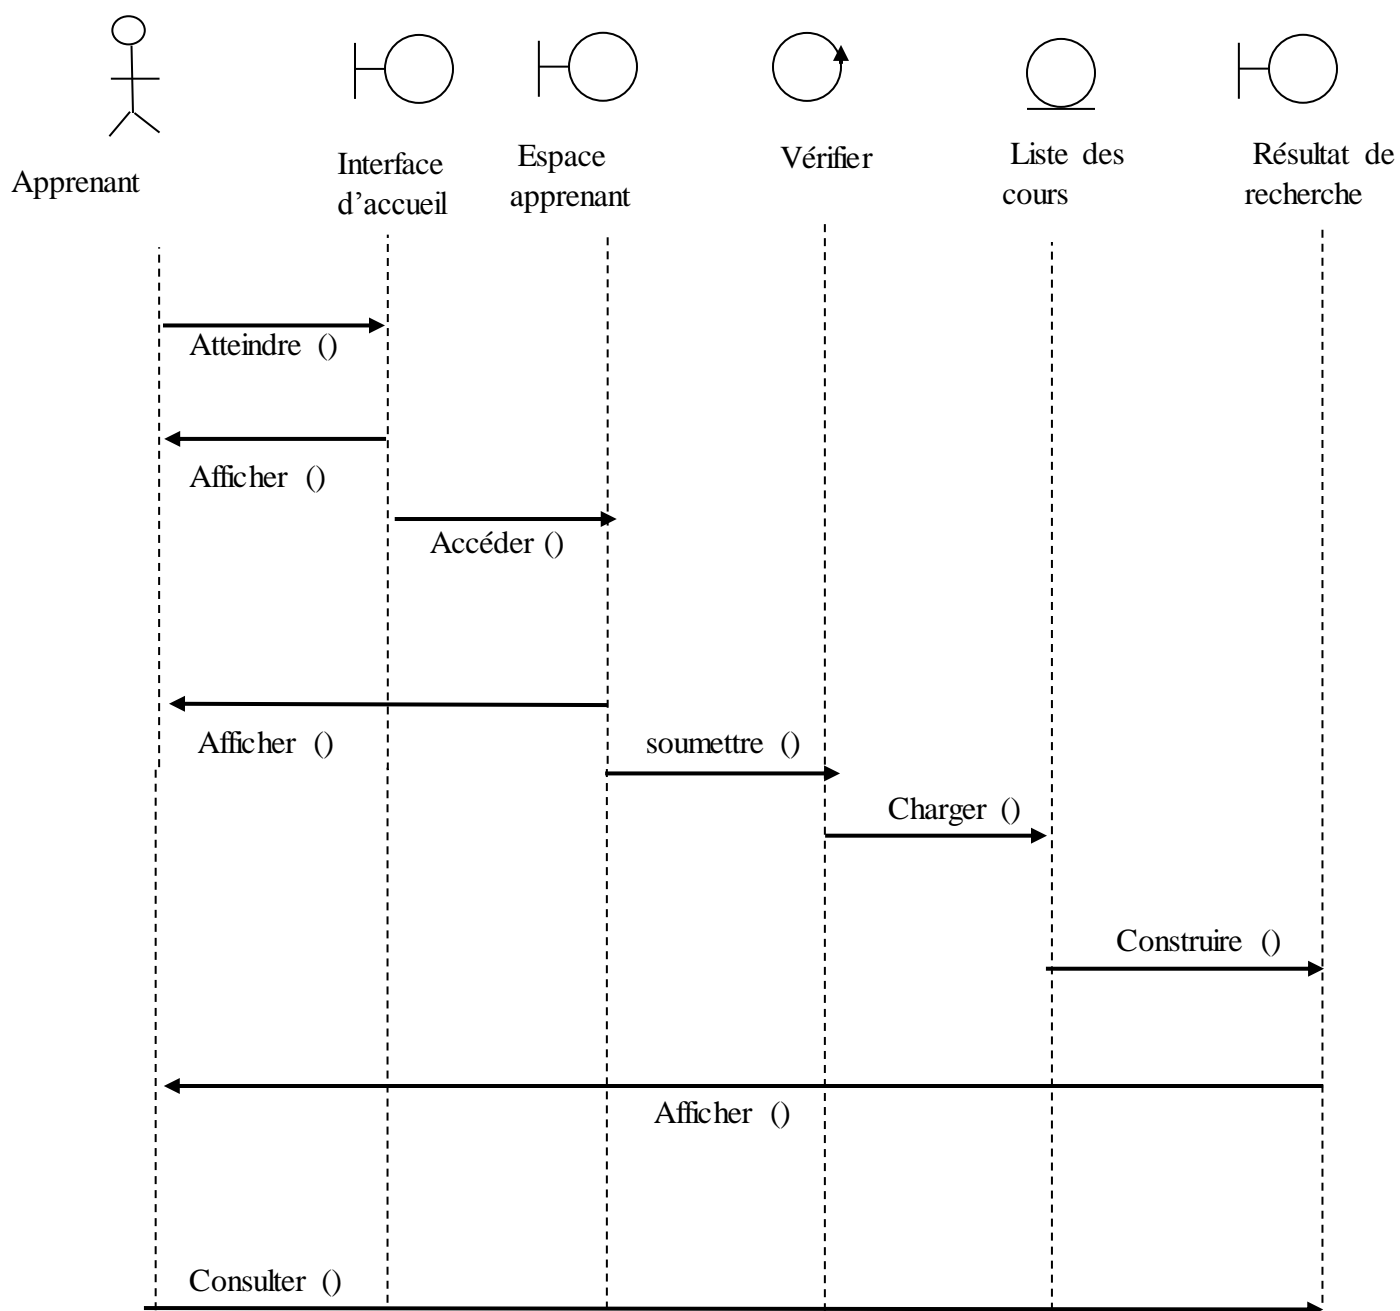 Apprenant
Interface
d’accueil
Espace
apprenant
Vérifier
Liste des
cours
Résultat de
recherche
Atteindre ()
Afficher ()
Accéder ()
Afficher ()
soumettre ()
Charger ()
Construire ()
Afficher ()
Consulter ()